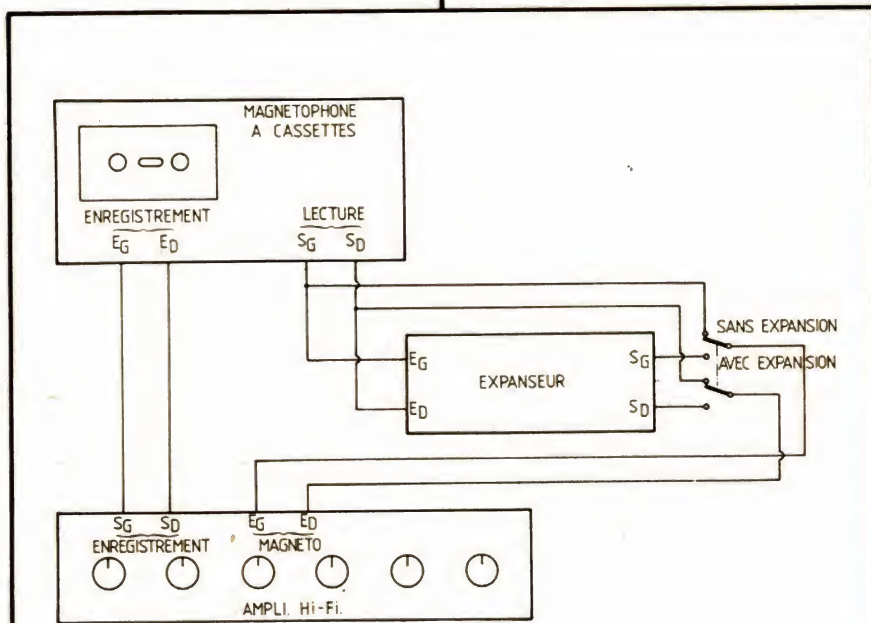 MAGNETOPHONE
A CASSETTES
ENREGISTREMENT
EG ED
LECTURE
SG SD
SANS EXPANSION
AVEC EXPANSION
EG
EXPANSEUR
SG
ED
SD
SG SD
ENREGISTREMENT
EG ED
MAGNETO
AMPLI. Hi-Fi.